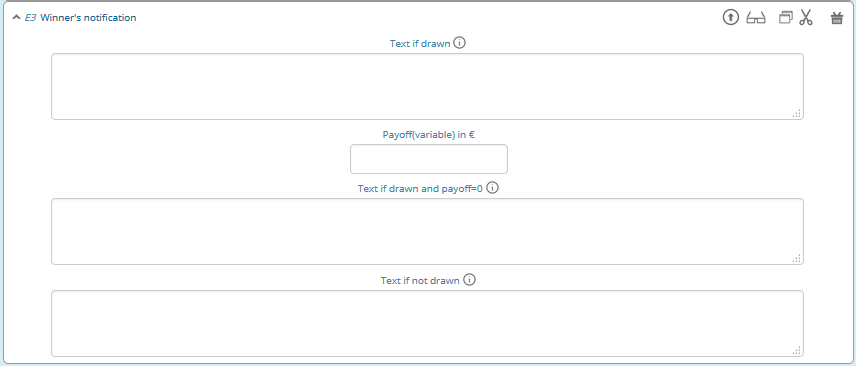 E3 Winner's notification
Text if drawn
Payoff(variable) in €
Text if drawn and payoff=0
Text if not drawn